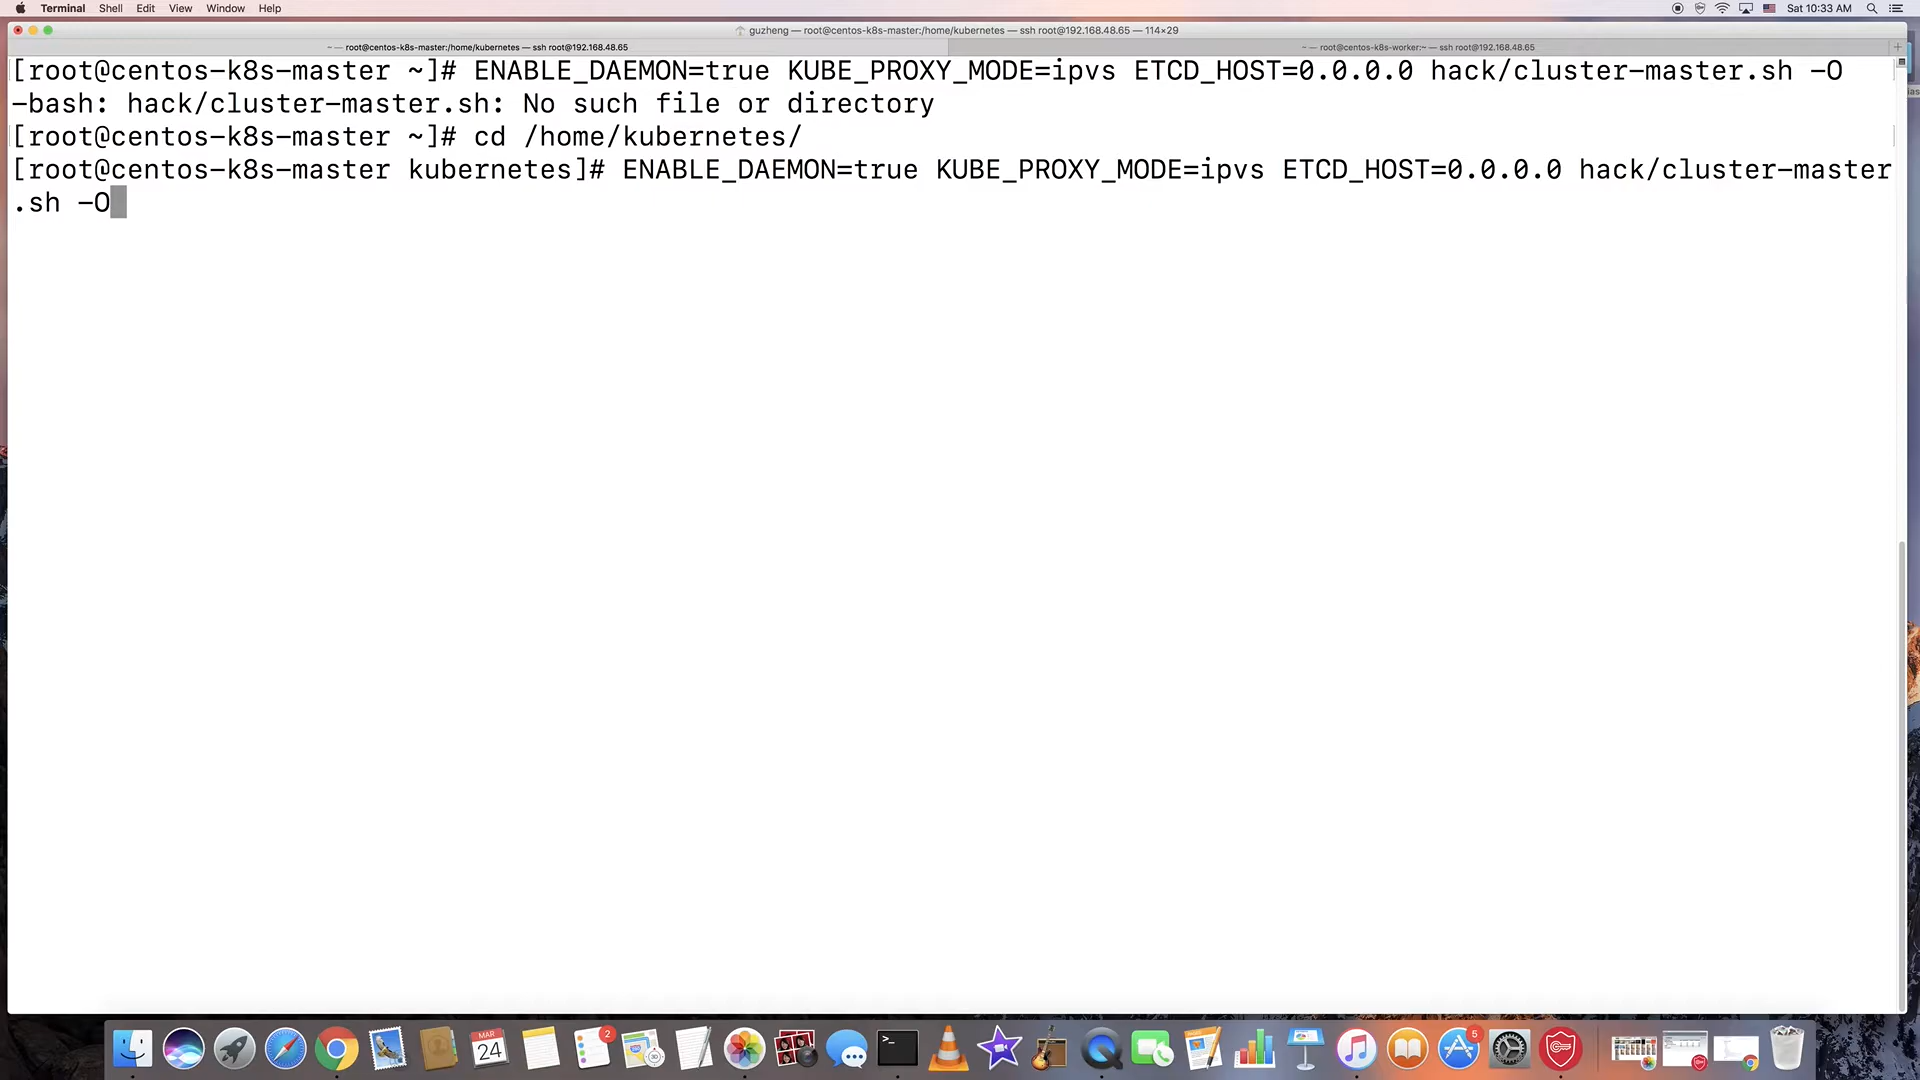 Terminal Shell Edit View Window Help Sat 10:33 AM
guzheng — root@centos-k8s-master:/home/kubernetes — ssh root@192.168.48.65 — 114×29
~ — root@centos-k8s-master:/home/kubernetes — ssh root@192.168.48.65 ~ — root@centos-k8s-worker:~ — ssh root@192.168.48.65
[root@centos-k8s-master ~]# ENABLE_DAEMON=true KUBE_PROXY_MODE=ipvs ETCD_HOST=0.0.0.0 hack/cluster-master.sh -O
-bash: hack/cluster-master.sh: No such file or directory
[root@centos-k8s-master ~]# cd /home/kubernetes/
[root@centos-k8s-master kubernetes]# ENABLE_DAEMON=true KUBE_PROXY_MODE=ipvs ETCD_HOST=0.0.0.0 hack/cluster-master
.sh -O
MAR
24
2
5